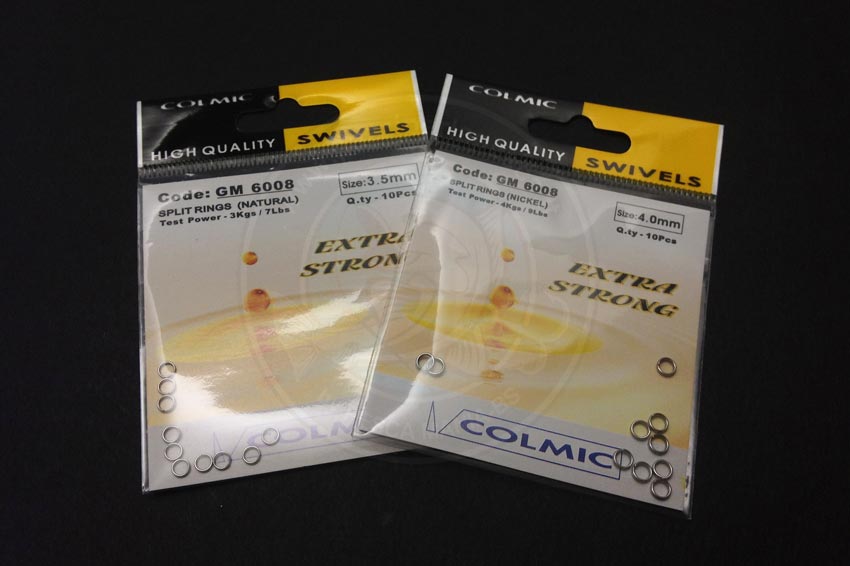 COLMIC
HIGH QUALITY
SWIVELS
Code: GM 6008
SPLIT RINGS (NATURAL)
Test Power - 3Kgs / 7Lbs
Size: 3.5mm
Q.ty - 10Pcs
EXTRA
STRONG
COLMIC
COLMIC
HIGH QUALITY
SWIVELS
Code: GM 6008
SPLIT RINGS (NICKEL)
Test Power - 4Kgs / 9Lbs
Size: 4.0mm
Q.ty - 10Pcs
EXTRA
STRONG
COLMIC